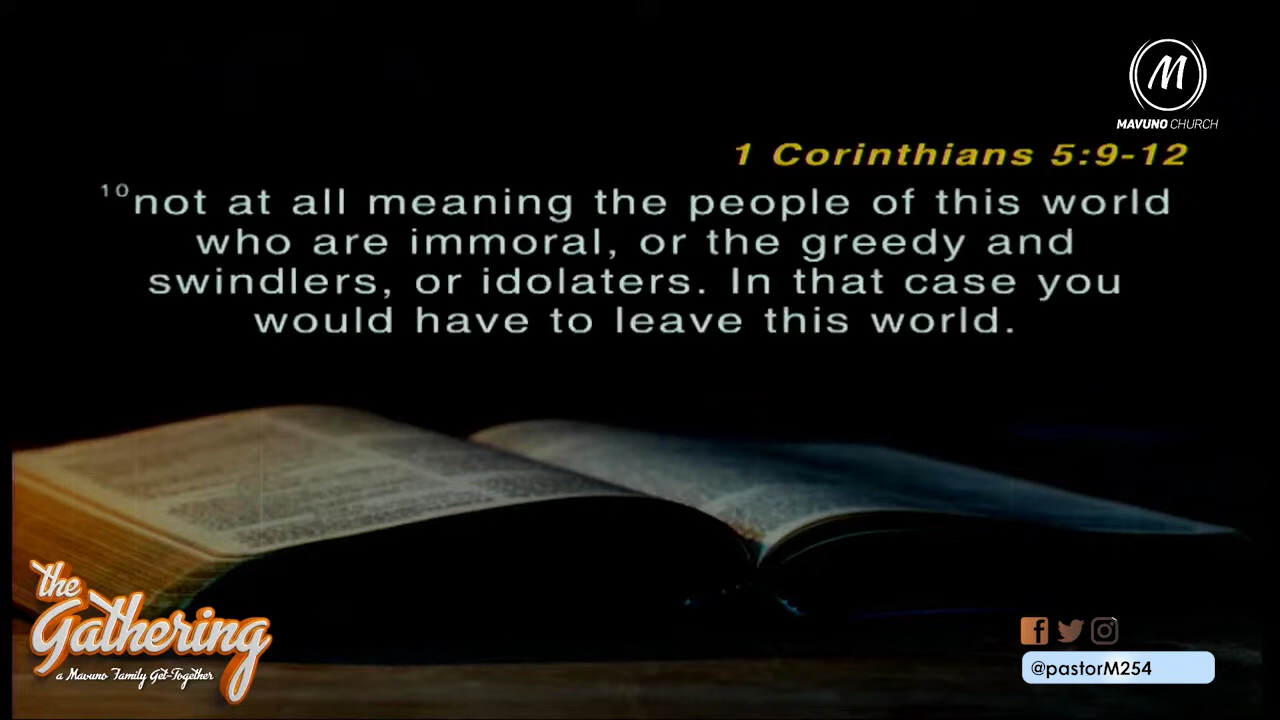 M
MAVUNO CHURCH
1 Corinthians 5:9-12
10not at all meaning the people of this world
who are immoral, or the greedy and
swindlers, or idolaters. In that case you
would have to leave this world.
the
Gathering
a Mavuno Family Get-Together
@pastorM254